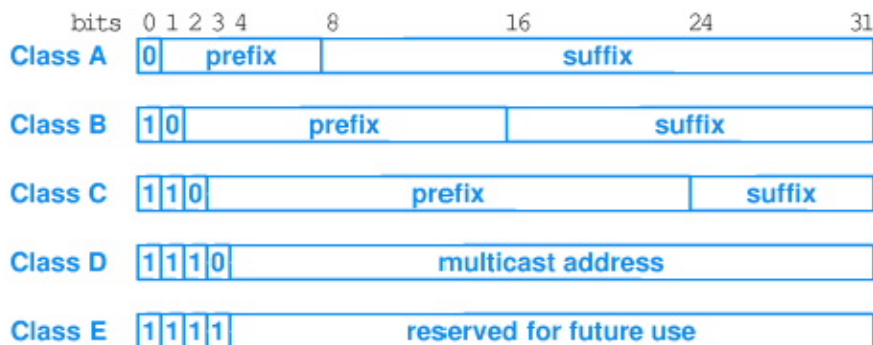 bits 0 1 2 3 4 8 16 24 31
Class A 0 prefix suffix
Class B 1 0 prefix suffix
Class C 1 1 0 prefix suffix
Class D 1 1 1 0 multicast address
Class E 1 1 1 1 reserved for future use